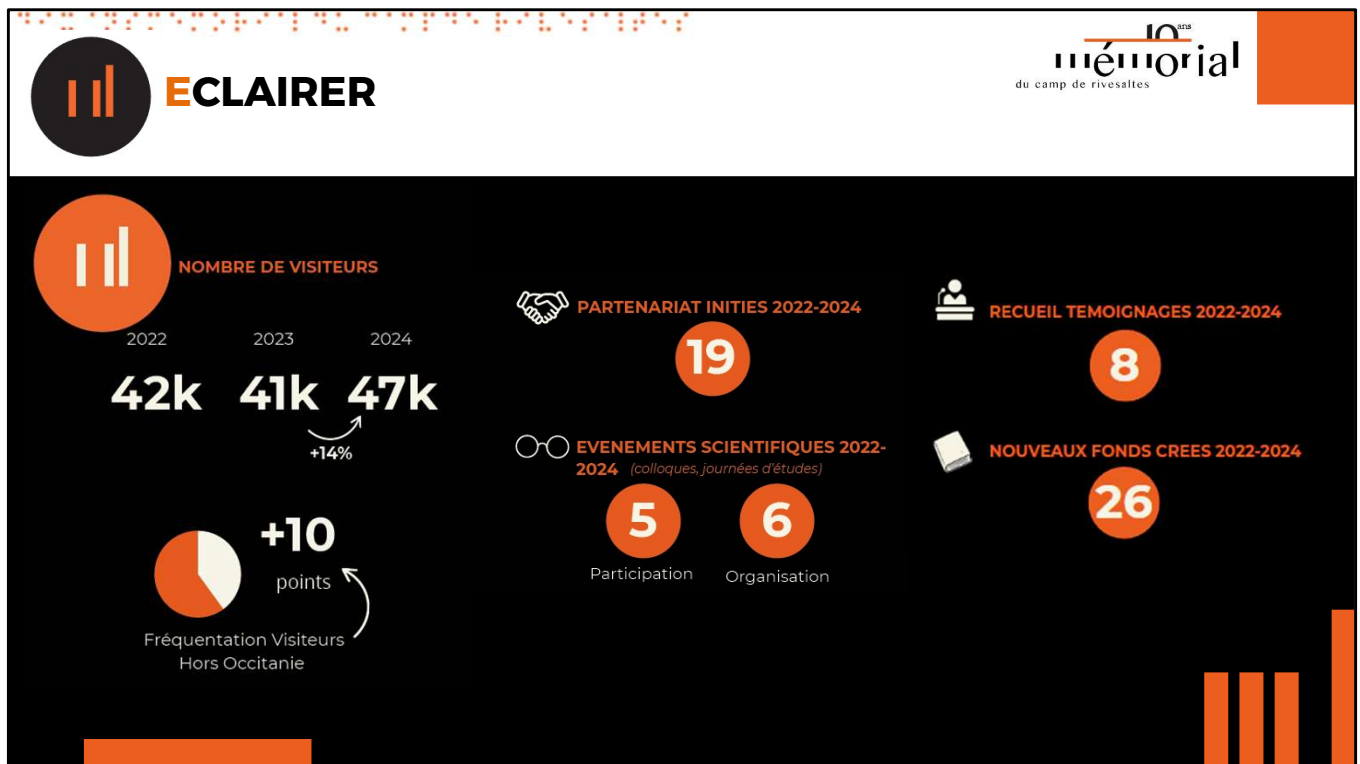 ECLAIRER
10 ans
mémorial
du camp de rivesaltes
NOMBRE DE VISITEURS
2022 2023 2024
42k 41k 47k
+14%
+10
points
Fréquentation Visiteurs
Hors Occitanie
PARTENARIAT INITIES 2022-2024
19
EVENEMENTS SCIENTIFIQUES 2022-
2024 (colloques, journées d'études)
5 6
Participation Organisation
RECUEIL TEMOIGNAGES 2022-2024
8
NOUVEAUX FONDS CREES 2022-2024
26